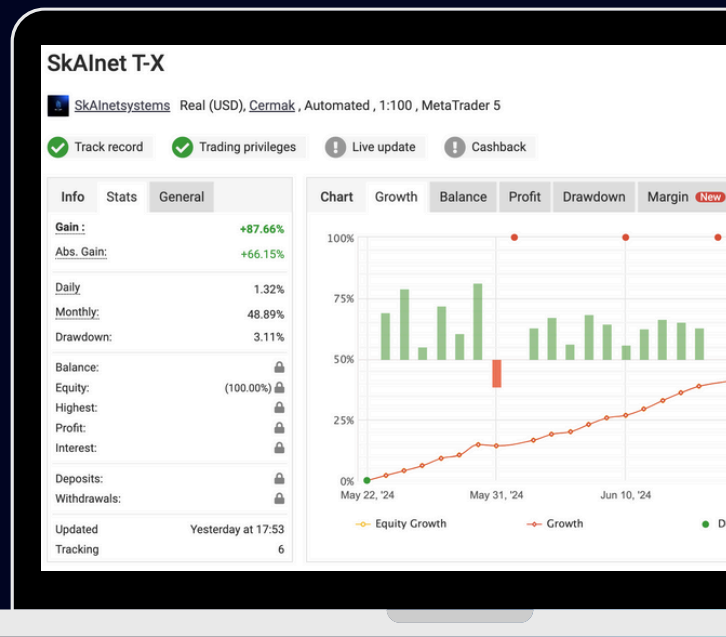 SkAInet T-X
SkAInetsystems Real (USD), Cermak , Automated , 1:100 , MetaTrader 5
Track record Trading privileges Live update Cashback
Info Stats General
Gain : +87.66%
Abs. Gain: +66.15%
Daily 1.32%
Monthly: 48.89%
Drawdown: 3.11%
Balance:
Equity: (100.00%)
Highest:
Profit:
Interest:
Deposits:
Withdrawals:
Updated Yesterday at 17:53
Tracking 6
Chart Growth Balance Profit Drawdown Margin New
100%
75%
50%
25%
0%
May 22, '24 May 31, '24 Jun 10, '24
Equity Growth Growth D